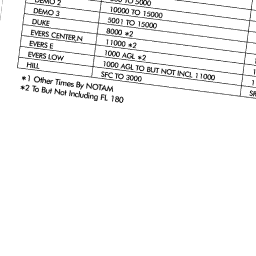 TO 5000
DEMO 2 10000 TO 15000
DEMO 3 5001 TO 15000
DUKE 8000 *2
EVERS CENTER,N 11000 *2
EVERS E 1000 AGL *2
EVERS LOW 1000 AGL TO BUT NOT INCL 11000
HILL SFC TO 3000
*1 Other Times By NOTAM
*2 To But Not Including FL 180